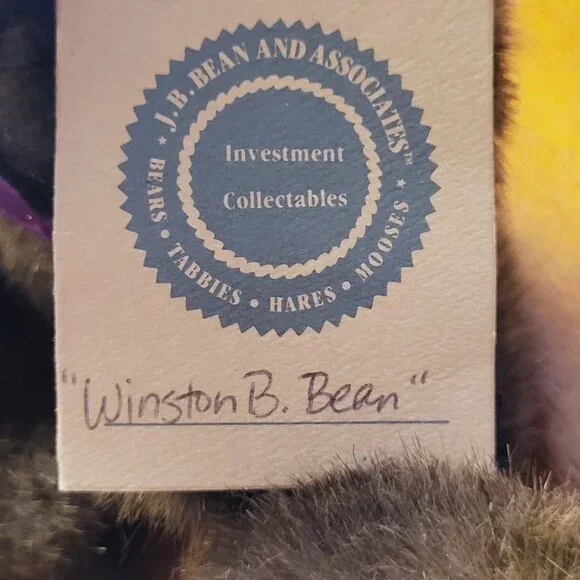 ★ J. B. BEAN AND ASSOCIATES™ ★
Investment
Collectables
BEARS • TABBIES • HARES • MOOSES
"Winston B. Bean"